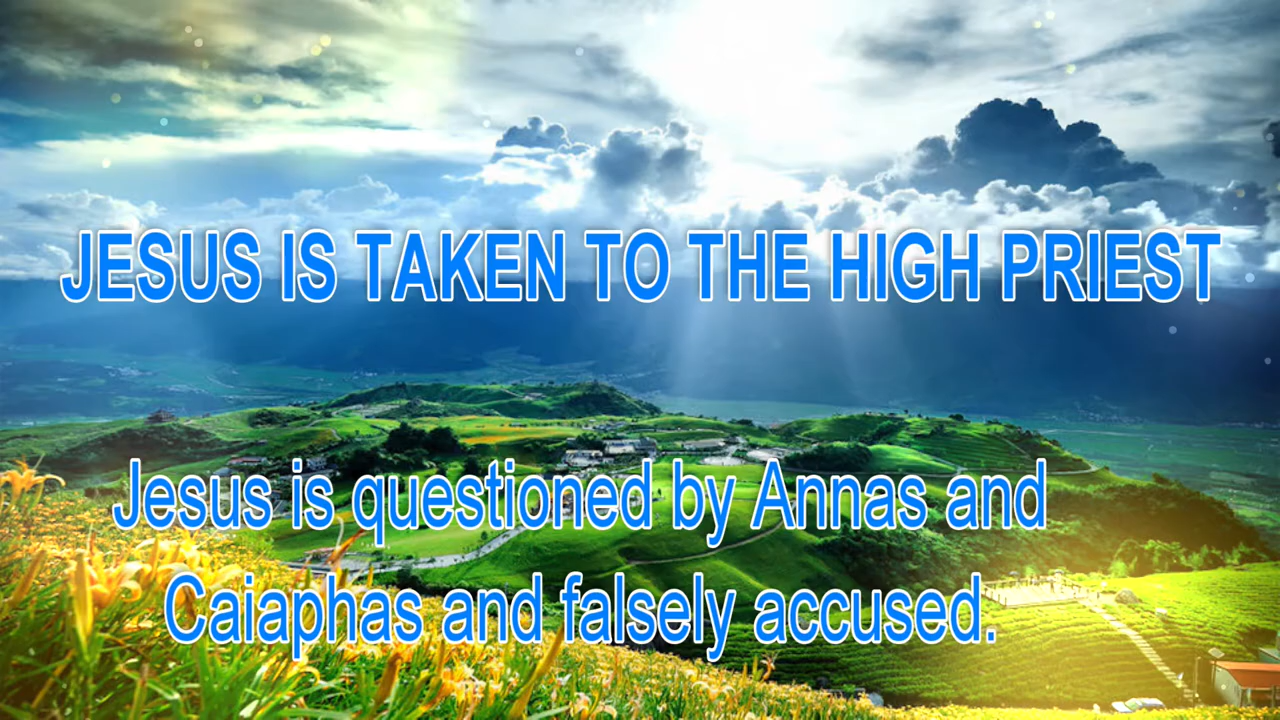 JESUS IS TAKEN TO THE HIGH PRIEST
Jesus is questioned by Annas and
Caiaphas and falsely accused.